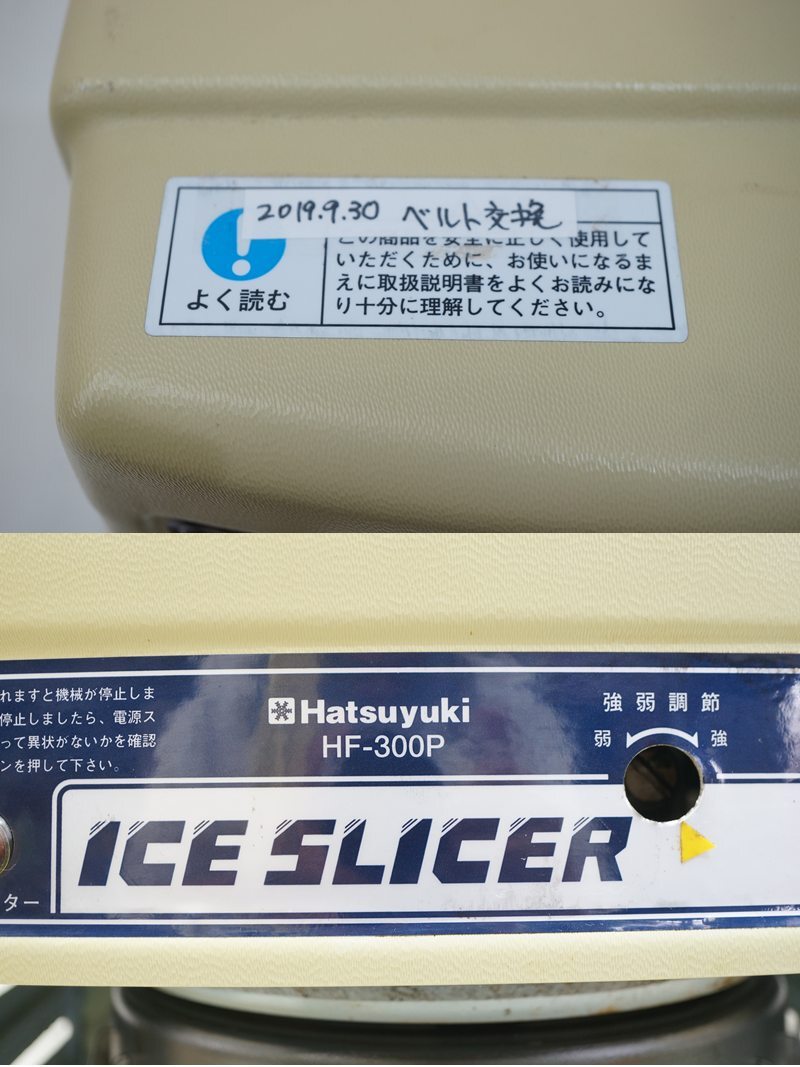 2019.9.30 ベルト交換
この商品を安全に正しく使用して
いただくために、お使いになるま
えに取扱説明書をよくお読みにな
り十分に理解してください。
よく読む
れますと機械が停止しま
停止しましたら、電源ス
って異状がないかを確認
ンを押して下さい。
Hatsuyuki
HF-300P
強弱調節
弱 強
ICE SLICER
ター